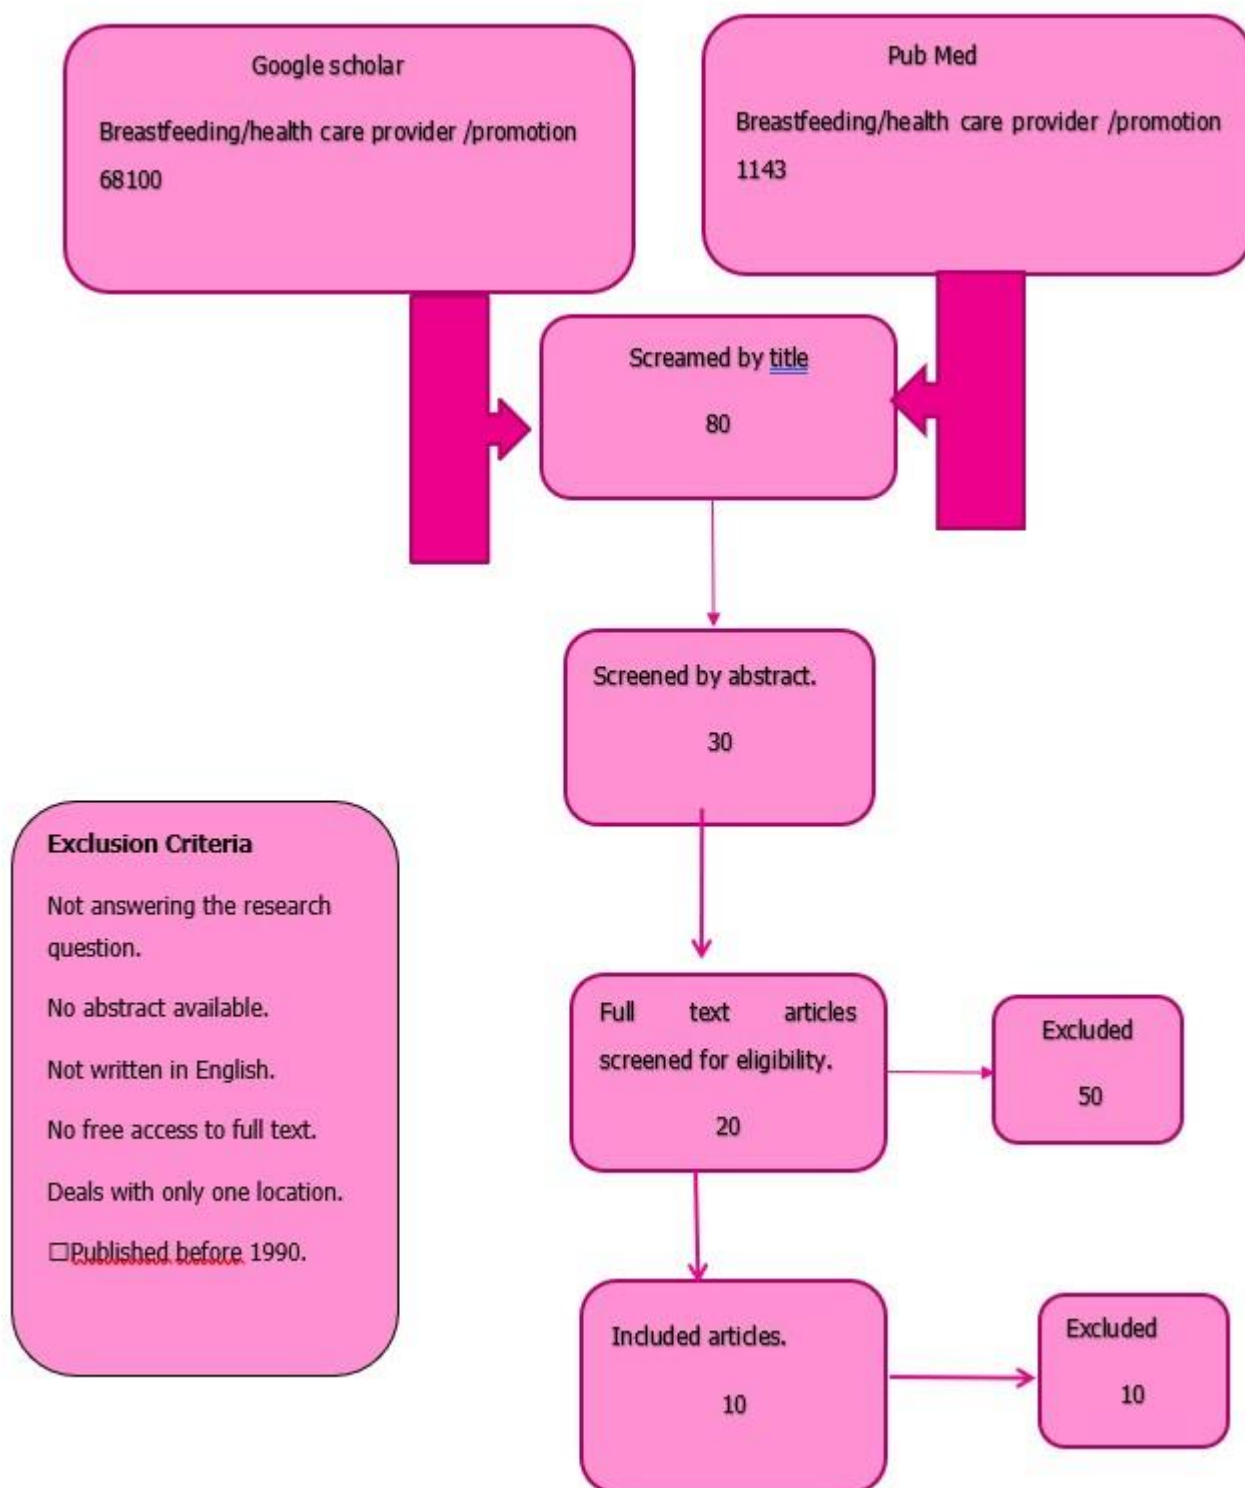 Google scholar
Breastfeeding/health care provider /promotion
68100
Pub Med
Breastfeeding/health care provider /promotion
1143
Screamed by title
80
Screened by abstract.
30
Exclusion Criteria
Not answering the research
question.
No abstract available.
Not written in English.
No free access to full text.
Deals with only one location.
□Published before 1990.
Full text articles
screened for eligibility.
20
Excluded
50
Included articles.
10
Excluded
10